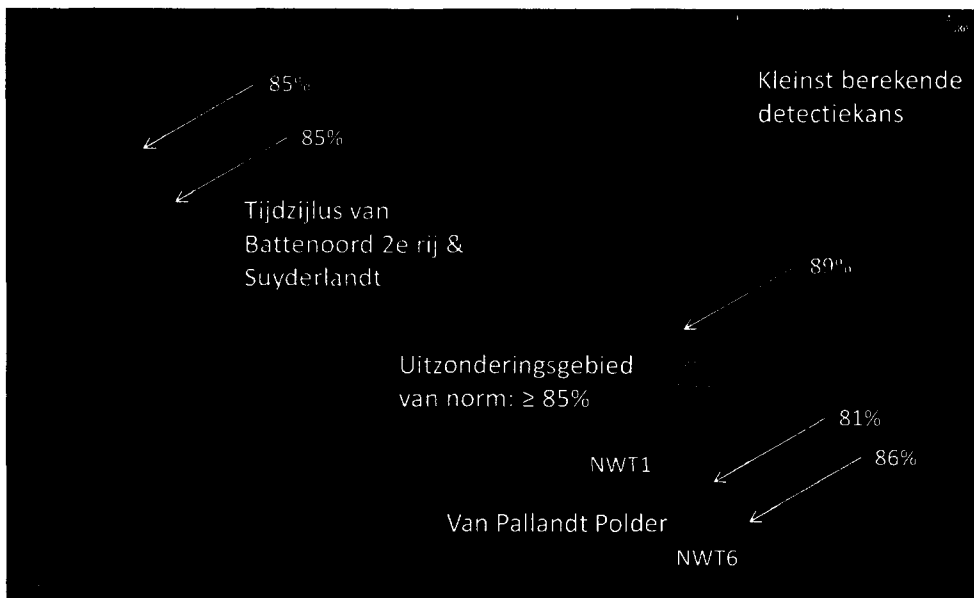 Kleinst berekende
detectiekans
85%
85%
Tijdzijlus van
Battenoord 2e rij &
Suyderlandt
89%
Uitzonderingsgebied
van norm: ≥ 85%
81%
86%
NWT1
Van Pallandt Polder
NWT6